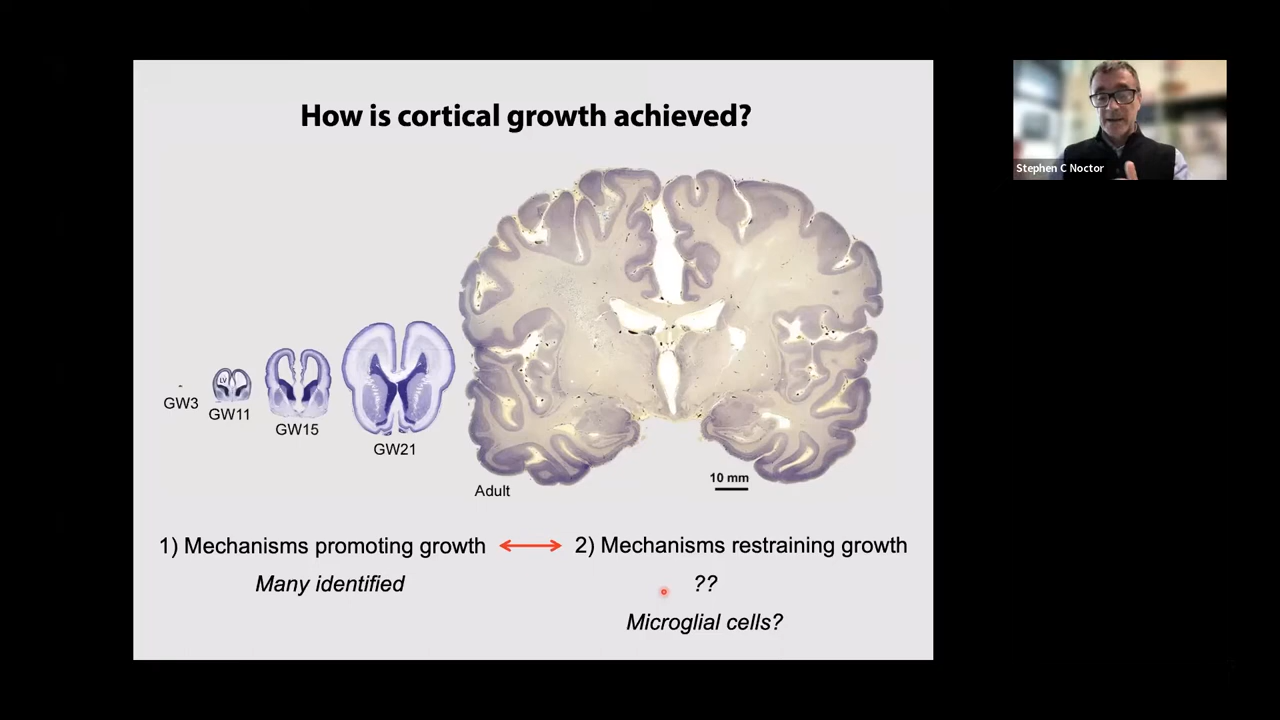 How is cortical growth achieved?
Stephen C Noctor
LV
GW3
GW11
GW15
GW21
Adult
10 mm
1) Mechanisms promoting growth
2) Mechanisms restraining growth
Many identified
??
Microglial cells?